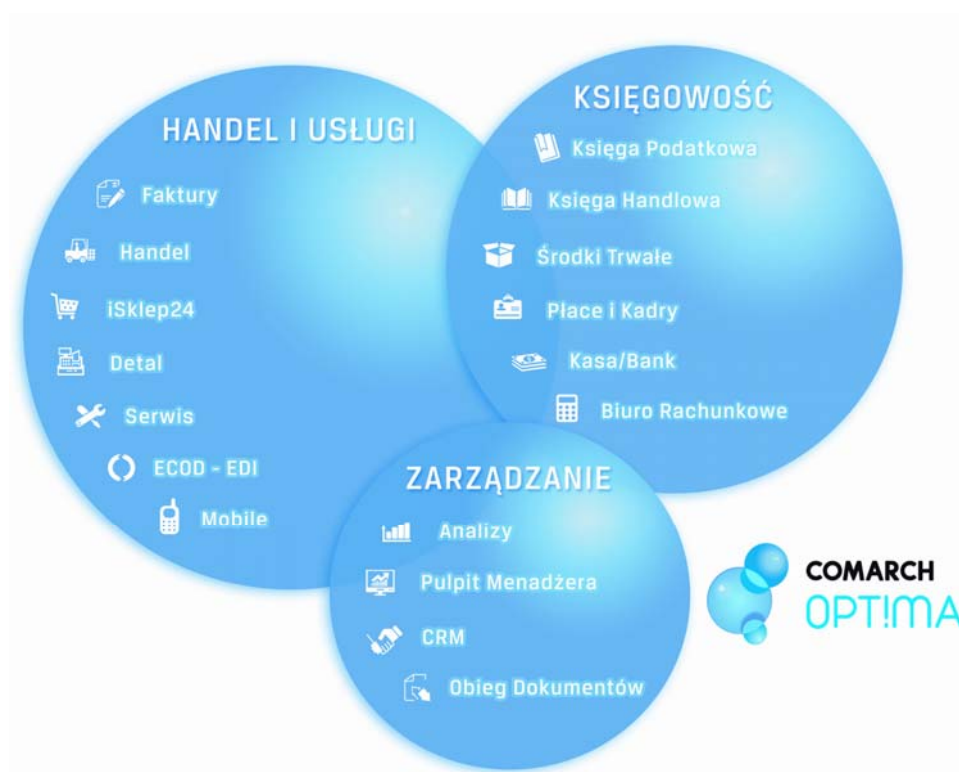 HANDEL I USŁUGI
Faktury
Handel
iSklep24
Detal
Serwis
ECOD - EDI
Mobile
KSIĘGOWOŚĆ
Księga Podatkowa
Księga Handlowa
Środki Trwałe
Płace i Kadry
Kasa/Bank
Biuro Rachunkowe
ZARZĄDZANIE
Analizy
Pulpit Menadżera
CRM
Obieg Dokumentów
COMARCH
OPT!MA